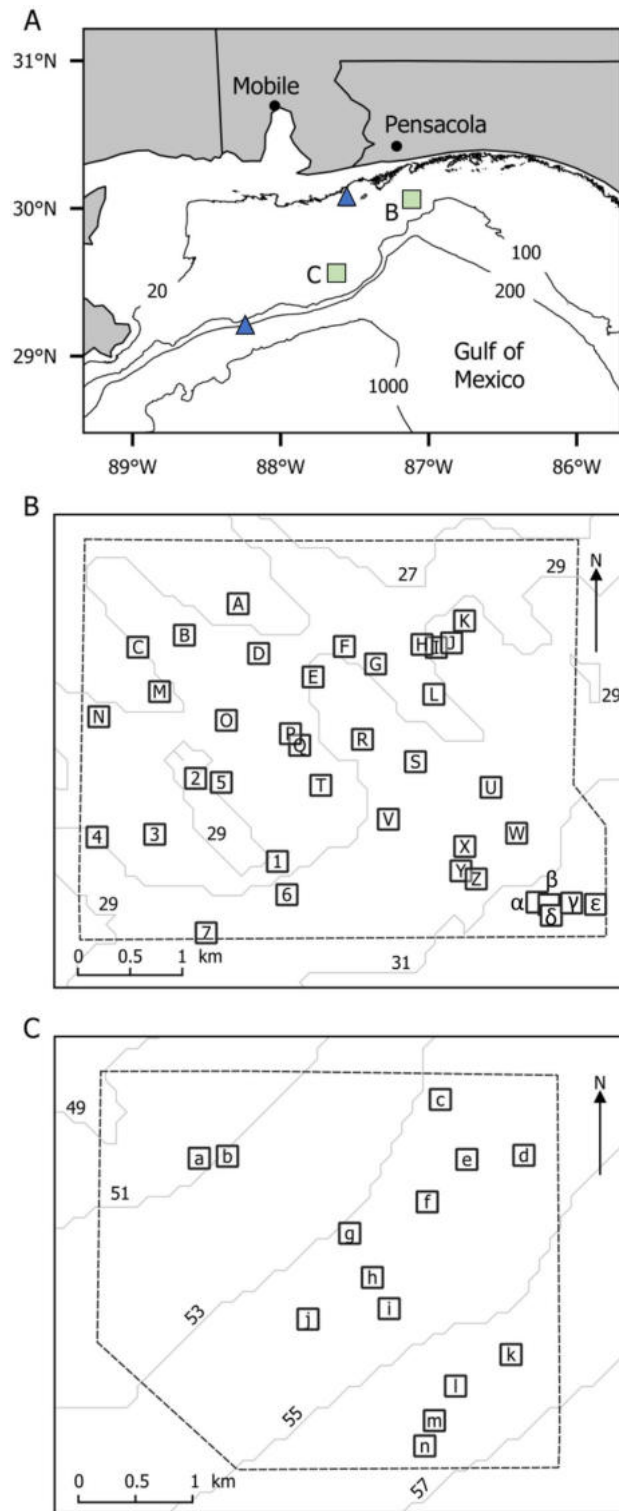 A
31°N
Mobile
Pensacola
30°N
B
C
20
100
200
29°N
Gulf of
Mexico
1000
89°W 88°W 87°W 86°W
B
27
29
N
A
K
B
C
D
F
H I J
G
E
29
M
L
N
O
P
Q
R
S
2 5
T
U
4 3
29
V
W
1
X
Y
Z
6
29
β
α γ ε
δ
7
0 0.5 1 km
31
C
49
c
N
a b
e d
51
f
g
h
53
j
i
k
l
55
m
n
0 0.5 1 km
57